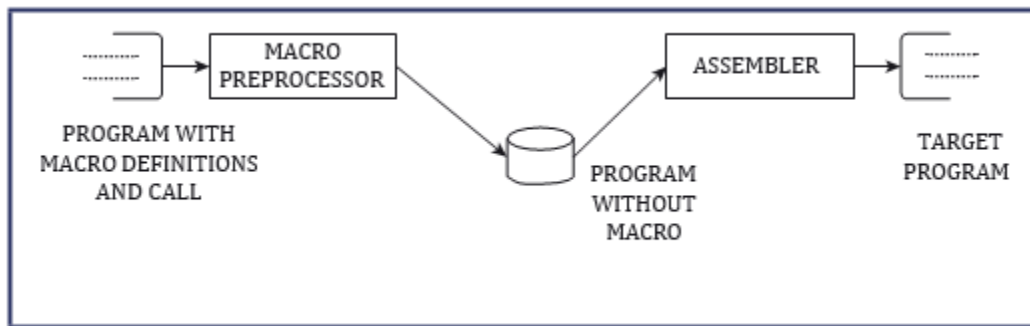 MACRO
PREPROCESSOR
ASSEMBLER
PROGRAM WITH
MACRO DEFINITIONS
AND CALL
PROGRAM
WITHOUT
MACRO
TARGET
PROGRAM